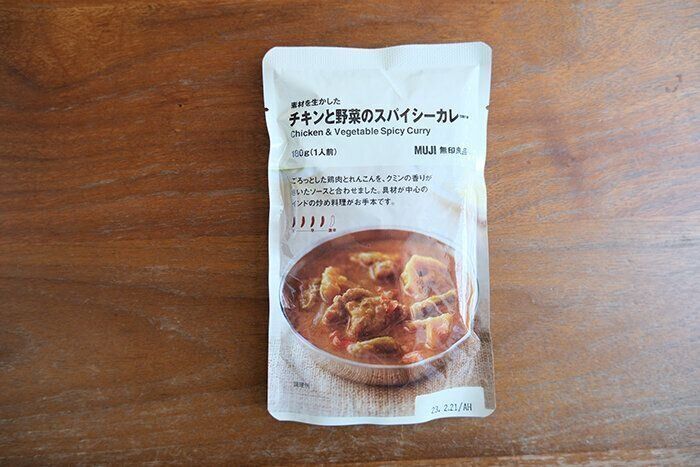 素材を生かした
チキンと野菜のスパイシーカレー
Chicken & Vegetable Spicy Curry
180g(1人前)
MUJI 無印良品
ごろっとした鶏肉とれんこんを、クミンの香りが
いたソースと合わせました。具材が中心の
インドの炒め料理がお手本です。
辛
調理例
23. 2.21/AH